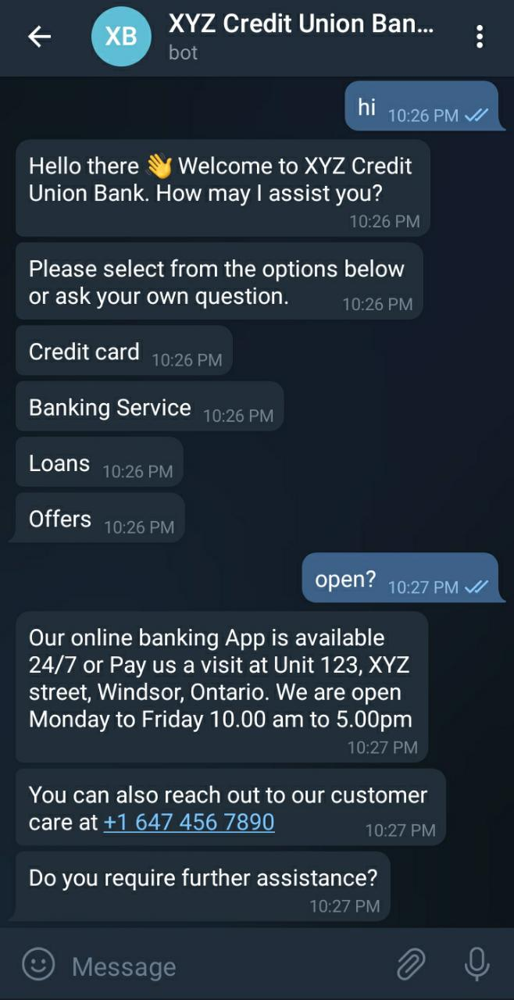 XB
XYZ Credit Union Ban...
bot
hi 10:26 PM
Hello there 👋 Welcome to XYZ Credit
Union Bank. How may I assist you?
10:26 PM
Please select from the options below
or ask your own question. 10:26 PM
Credit card 10:26 PM
Banking Service 10:26 PM
Loans 10:26 PM
Offers 10:26 PM
open? 10:27 PM
Our online banking App is available
24/7 or Pay us a visit at Unit 123, XYZ
street, Windsor, Ontario. We are open
Monday to Friday 10.00 am to 5.00pm
10:27 PM
You can also reach out to our customer
care at +1 647 456 7890 10:27 PM
Do you require further assistance?
10:27 PM
Message